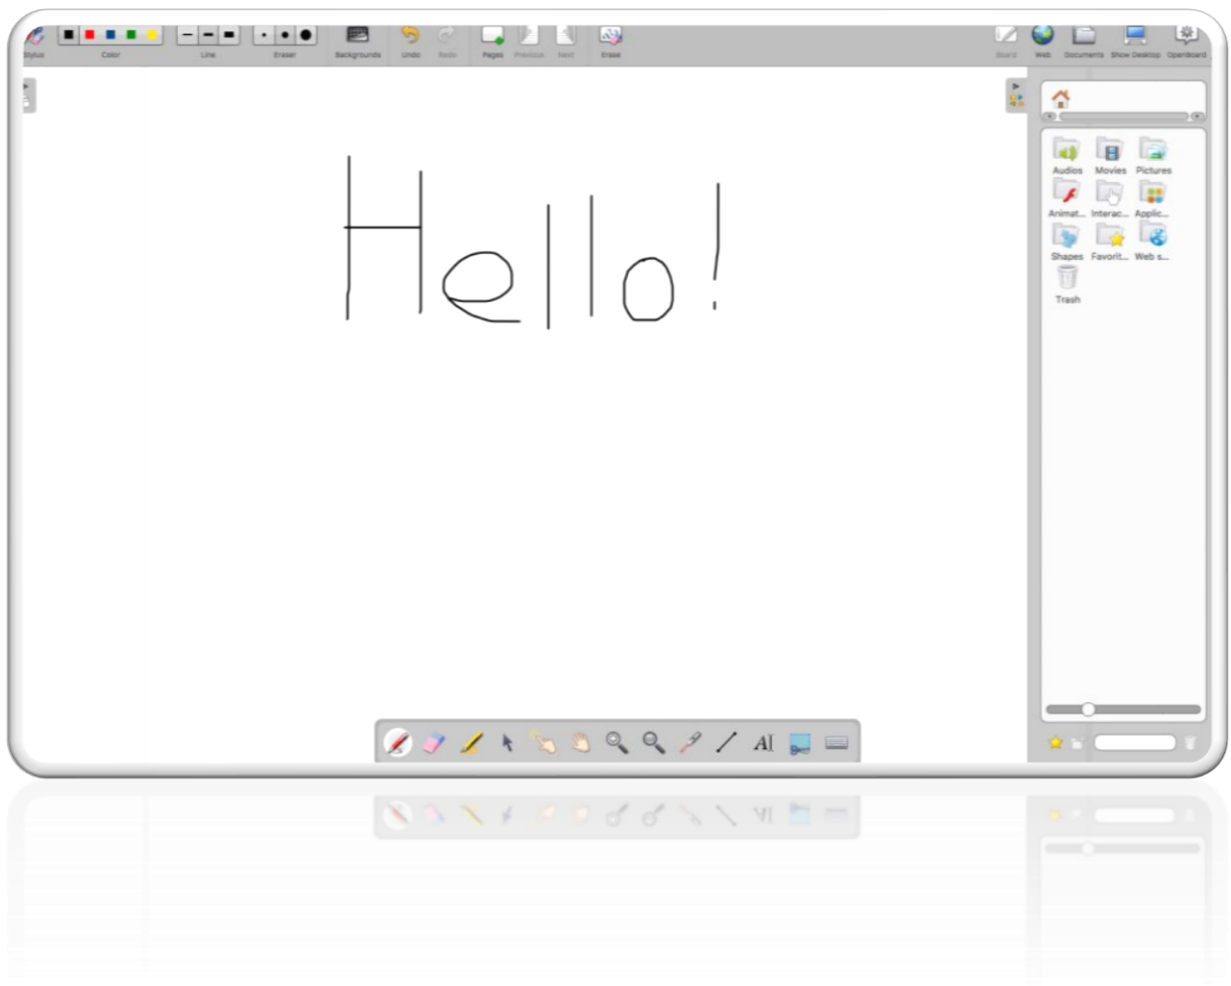 Stylus Color Line Eraser Backgrounds Undo Redo Pages Previous Next Erase Board Web Documents Show Desktop OpenBoard
Hello!
Audios Movies Pictures
Animat... Interac... Applic...
Shapes Favorit... Web s...
Trash
AI